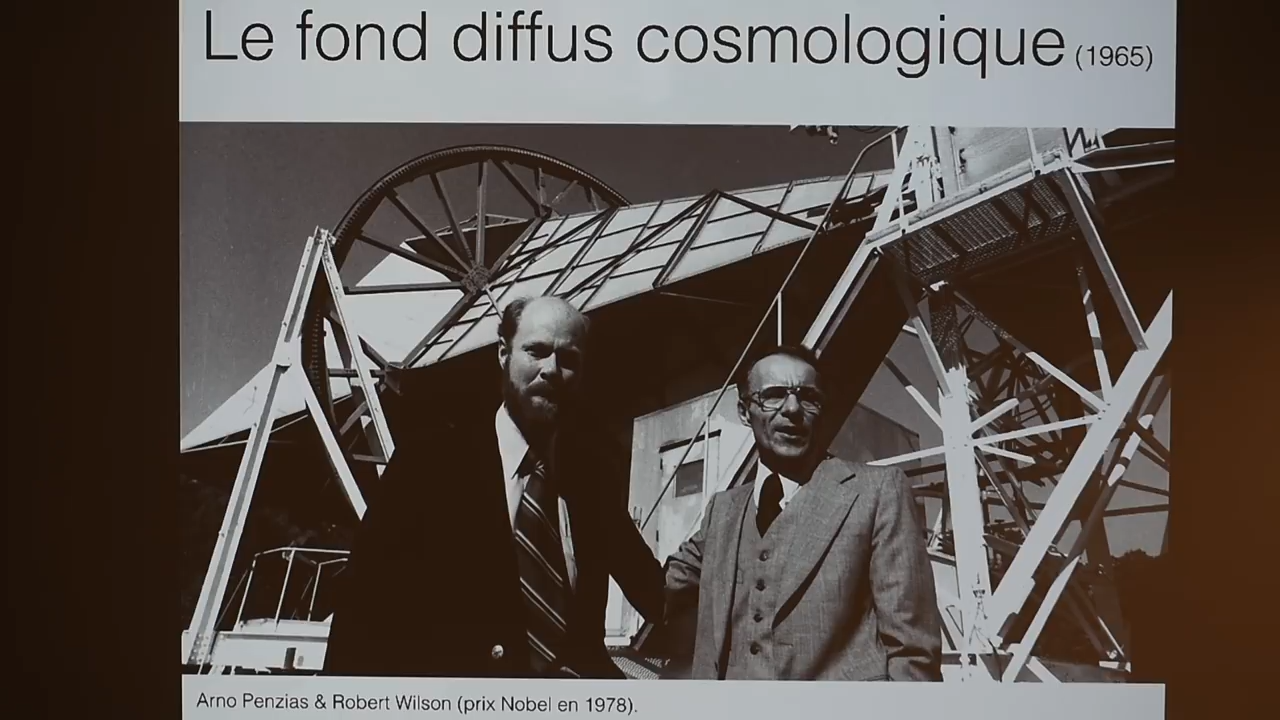 Le fond diffus cosmologique (1965)
Arno Penzias & Robert Wilson (prix Nobel en 1978).